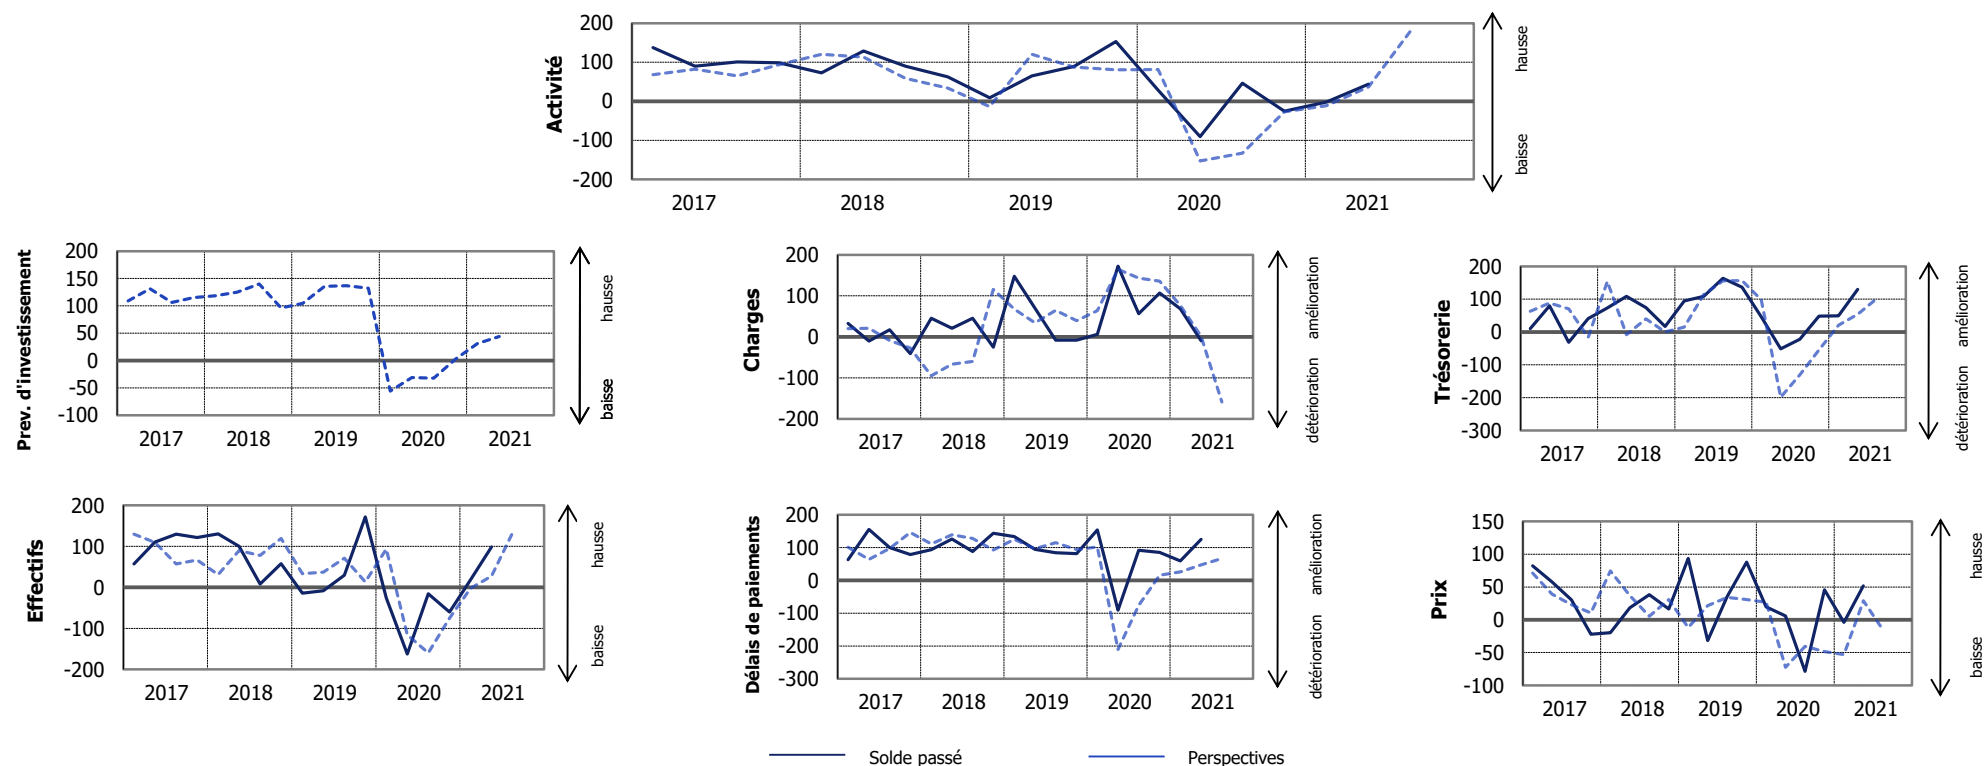 Activité
200
100
0
-100
-200
2017 2018 2019 2020 2021
hausse
baisse
Prev. d'investissement
200
150
100
50
0
-50
-100
2017 2018 2019 2020 2021
hausse
baisse
Charges
200
100
0
-100
-200
2017 2018 2019 2020 2021
amélioration
détérioration
Trésorerie
200
100
0
-100
-200
-300
2017 2018 2019 2020 2021
amélioration
détérioration
Effectifs
200
100
0
-100
-200
2017 2018 2019 2020 2021
hausse
baisse
Délais de paiements
200
100
0
-100
-200
-300
2017 2018 2019 2020 2021
amélioration
détérioration
Prix
150
100
50
0
-50
-100
2017 2018 2019 2020 2021
hausse
baisse
Solde passé Perspectives